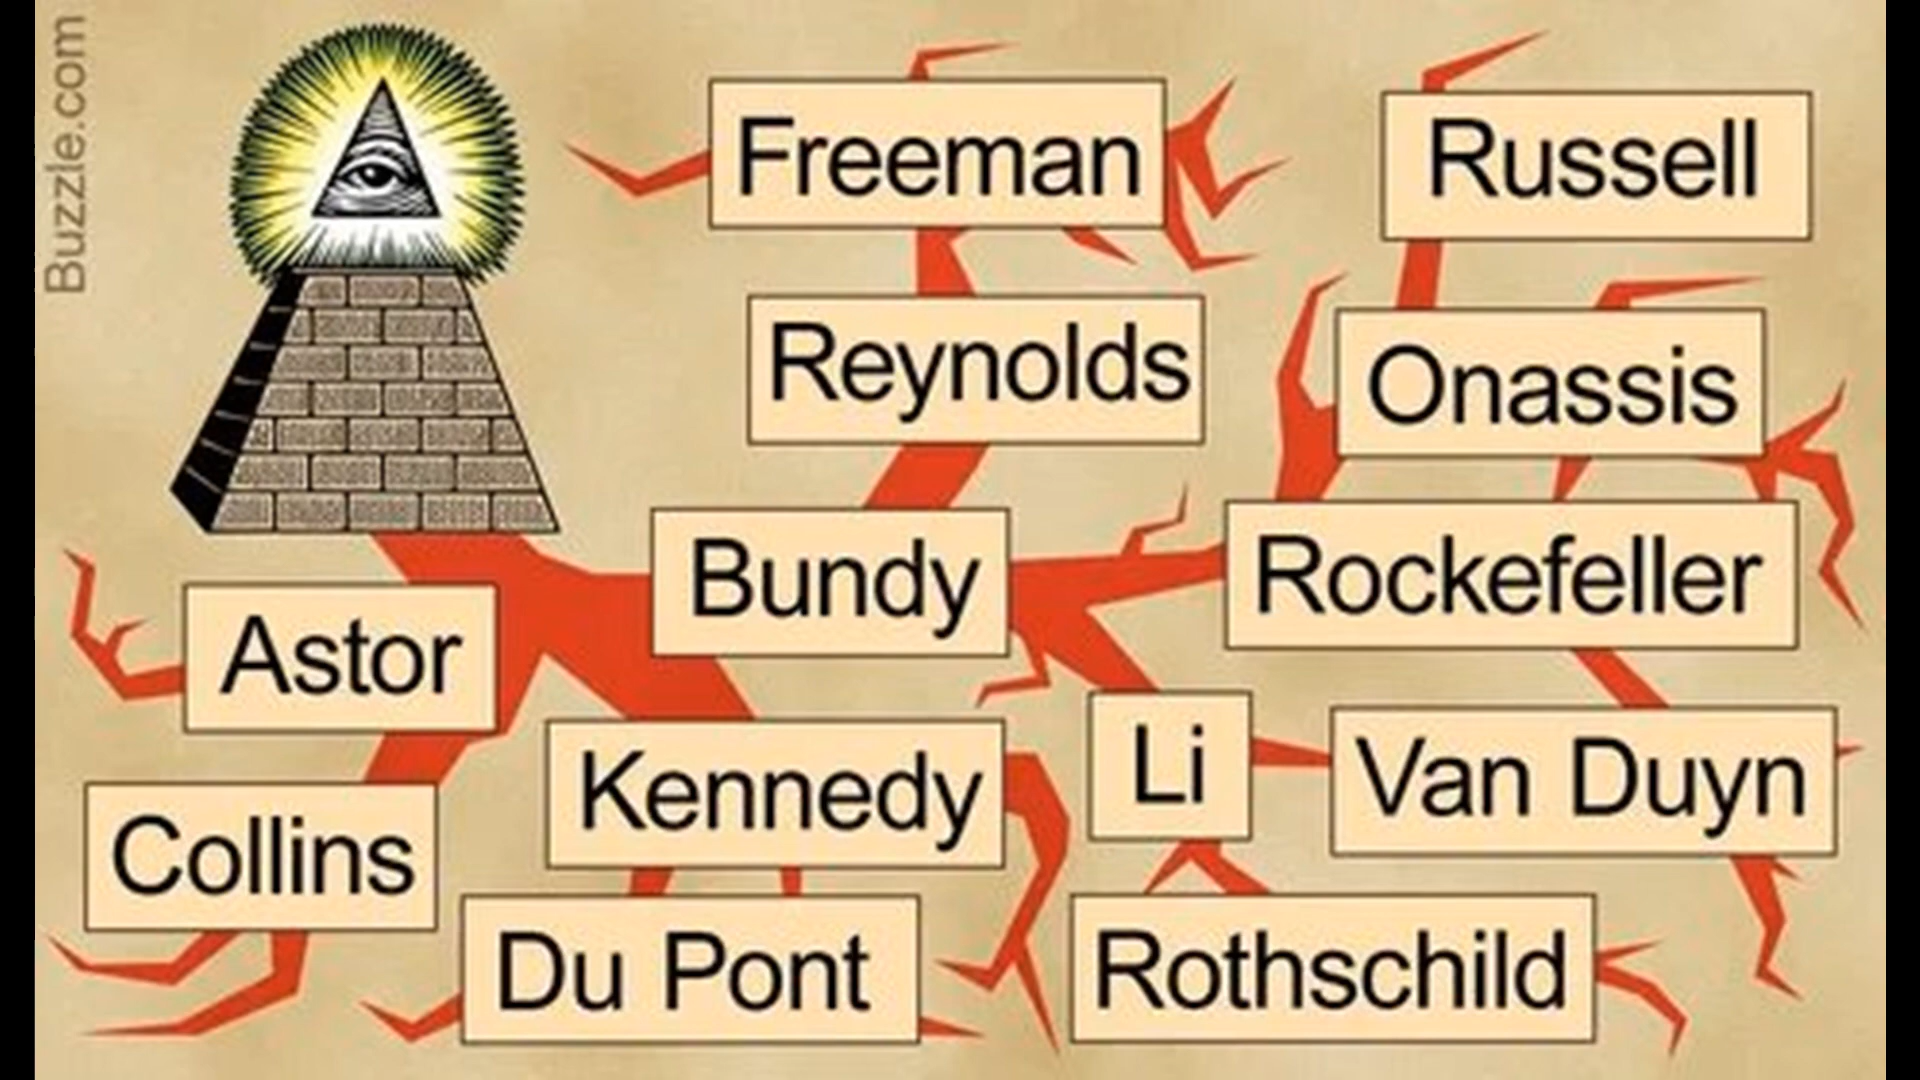 Buzzle.com
Freeman
Russell
Reynolds
Onassis
Bundy
Rockefeller
Astor
Kennedy
Li
Van Duyn
Collins
Du Pont
Rothschild